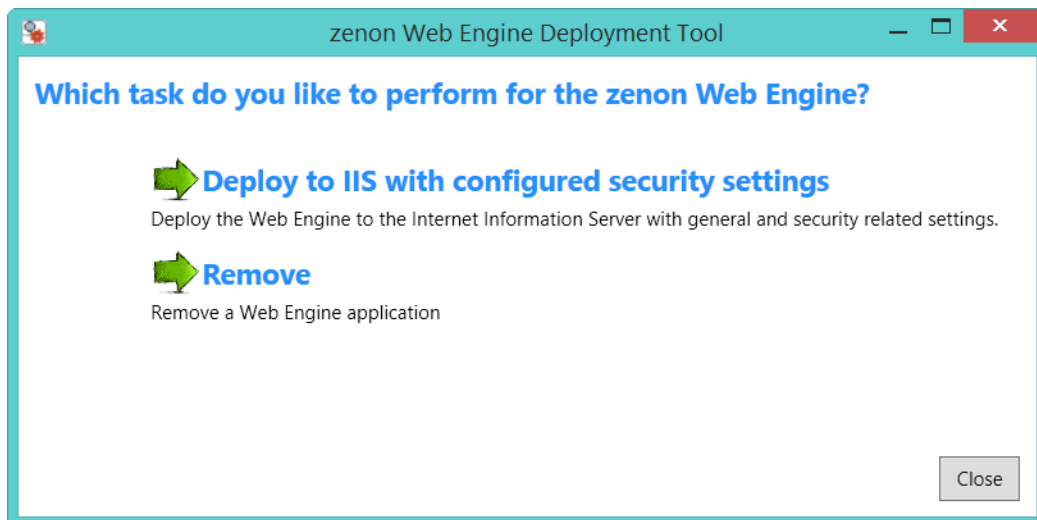 zenon Web Engine Deployment Tool
Which task do you like to perform for the zenon Web Engine?
Deploy to IIS with configured security settings
Deploy the Web Engine to the Internet Information Server with general and security related settings.
Remove
Remove a Web Engine application
Close